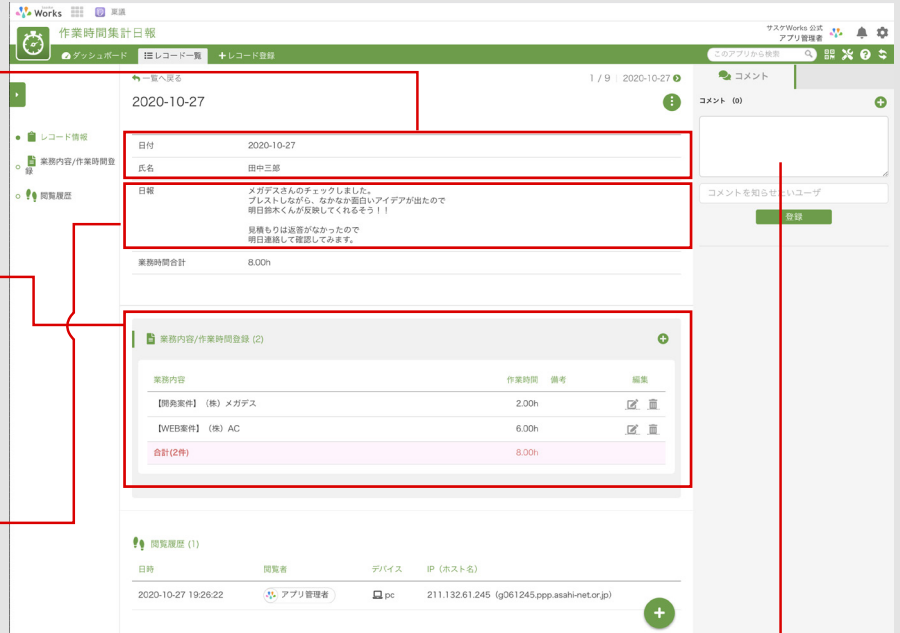 Works 稟議
作業時間集計日報
サスケWorks 公式
アプリ管理者
ダッシュボード レコード一覧 レコード登録
このアプリから検索
一覧へ戻る
1 / 9 2020-10-27
コメント
2020-10-27
コメント (0)
レコード情報
業務内容/作業時間登
録
閲覧履歴
日付 2020-10-27
氏名 田中三郎
日報 メガデスさんのチェックしました。
ブレストしながら、なかなか面白いアイデアが出たので
明日鈴木くんが反映してくれるそう！！
見積もりは返答がなかったので
明日連絡して確認してみます。
コメントを知らせたいユーザ
登録
業務時間合計 8.00h
業務内容/作業時間登録 (2)
業務内容 作業時間 備考 編集
【開発案件】（株）メガデス 2.00h
【WEB案件】（株）AC 6.00h
合計(2件) 8.00h
閲覧履歴 (1)
日時 閲覧者 デバイス IP（ホスト名）
2020-10-27 19:26:22 アプリ管理者 pc 211.132.61.245（g061245.ppp.asahi-net.or.jp)